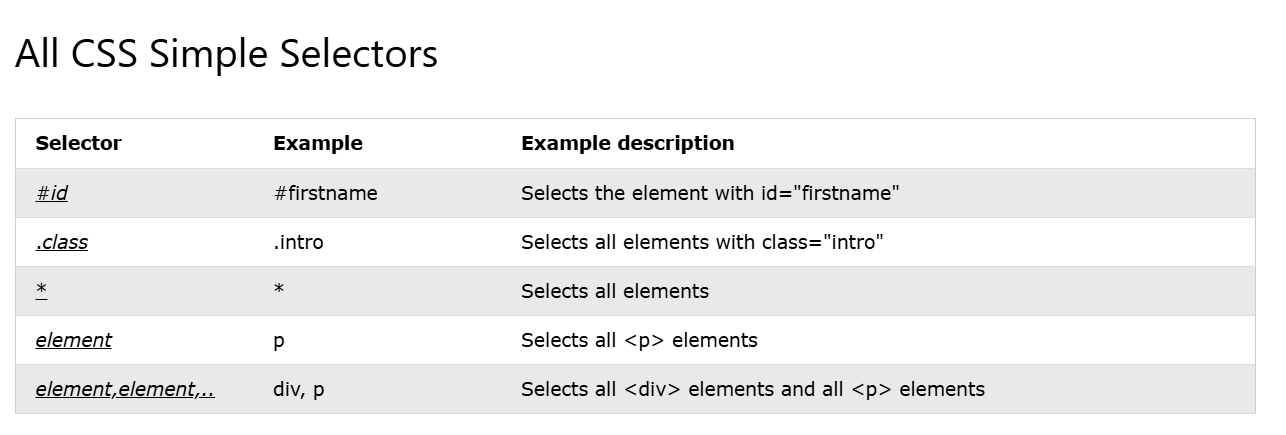 All CSS Simple Selectors
Selector Example Example description
#id #firstname Selects the element with id="firstname"
.class .intro Selects all elements with class="intro"
* * Selects all elements
element p Selects all <p> elements
element,element,.. div, p Selects all <div> elements and all <p> elements